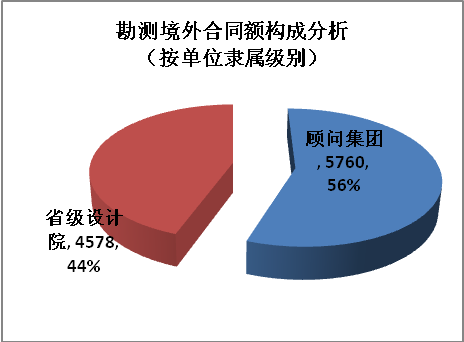 勘测境外合同额构成分析
（按单位隶属级别）
顾问集团
, 5760,
56%
省级设计
院, 4578,
44%